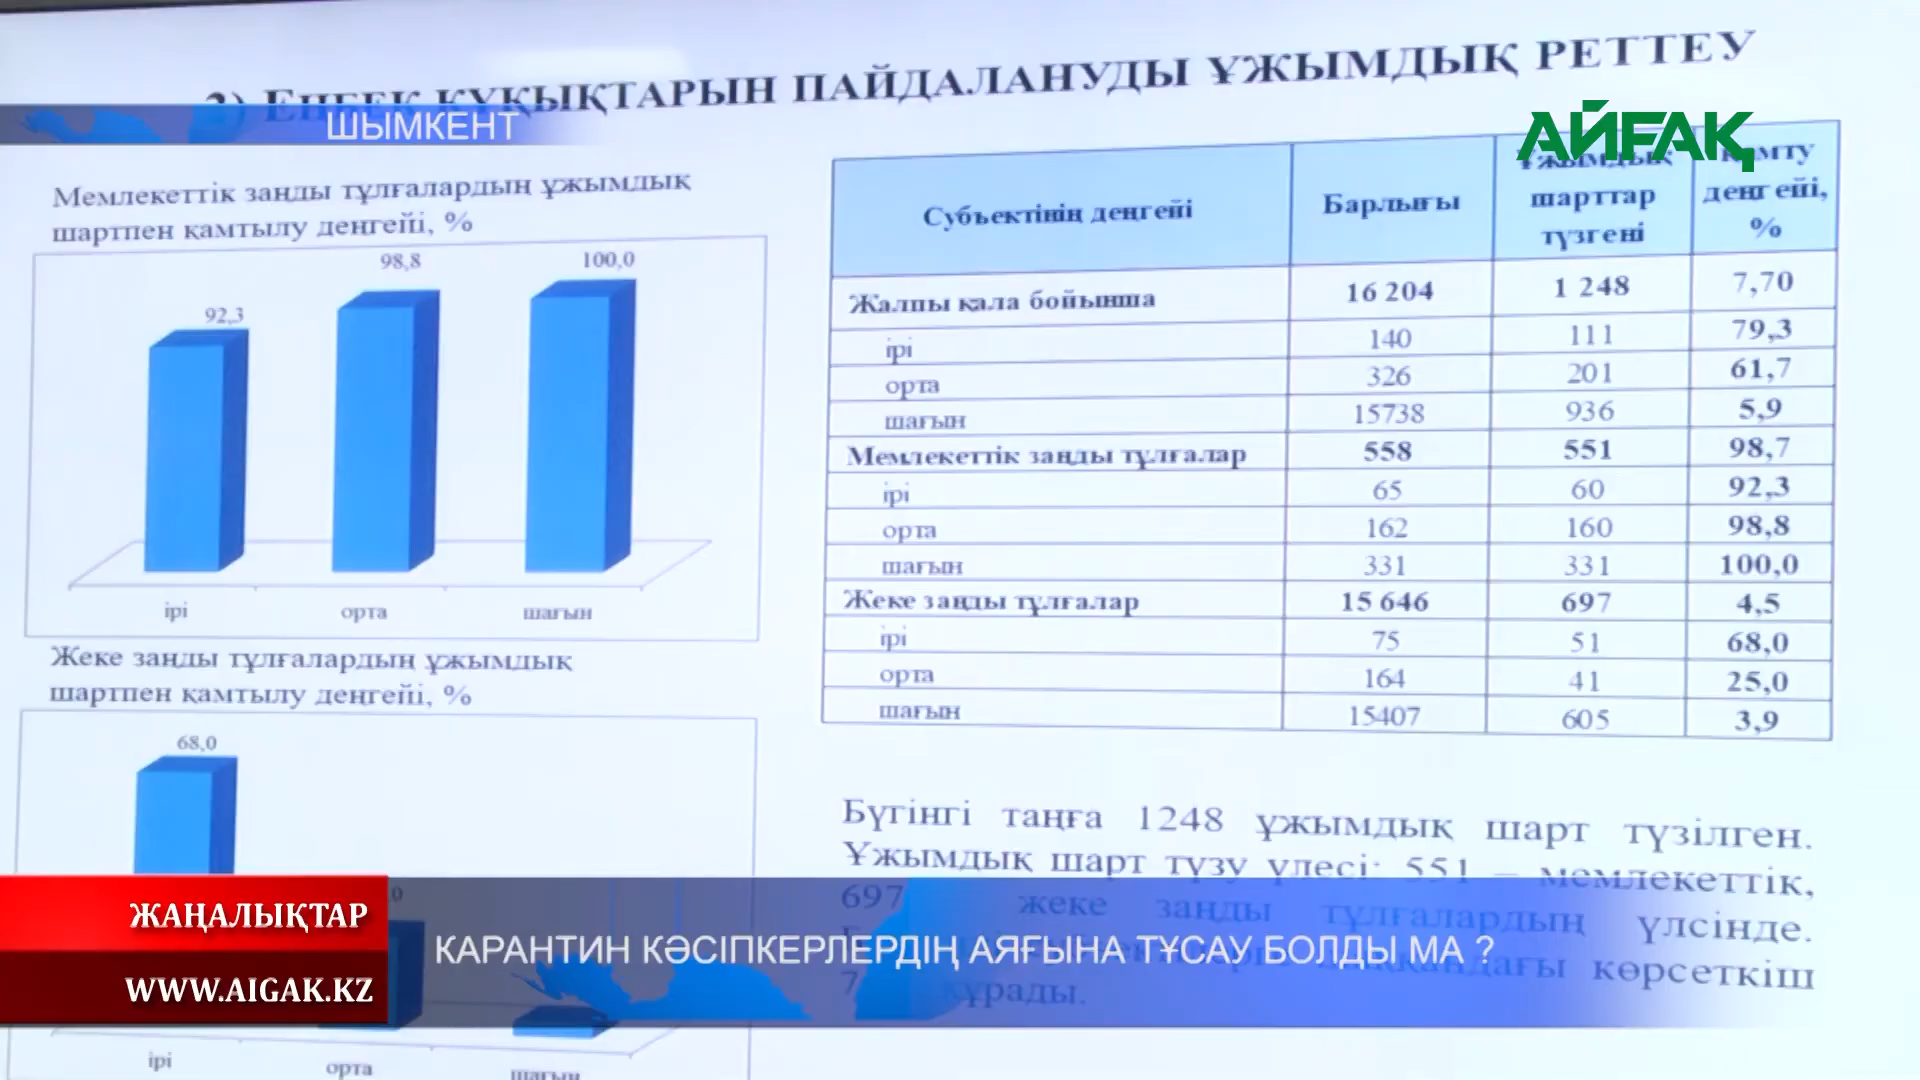 2) ЕҢБЕК ҚҰҚЫҚТАРЫН ПАЙДАЛАНУДЫ ҰЖЫМДЫҚ РЕТТЕУ
ШЫМКЕНТ
АЙҒАҚ
Мемлекеттік заңды тұлғалардың ұжымдық
шартпен қамтылу деңгейі, %
92,3 98,8 100,0
ірі орта шағын
Жеке заңды тұлғалардың ұжымдық
шартпен қамтылу деңгейі, %
68,0
ірі орта шағын
Субъектінің деңгейі Барлығы Ұжымдық шарттар түзгені қамту деңгейі, %
Жалпы қала бойынша 16 204 1 248 7,70
ірі 140 111 79,3
орта 326 201 61,7
шағын 15738 936 5,9
Мемлекеттік заңды тұлғалар 558 551 98,7
ірі 65 60 92,3
орта 162 160 98,8
шағын 331 331 100,0
Жеке заңды тұлғалар 15 646 697 4,5
ірі 75 51 68,0
орта 164 41 25,0
шағын 15407 605 3,9
Бүгінгі таңға 1248 ұжымдық шарт түзілген.
Ұжымдық шарт түзу үлесі: 551 – мемлекеттік,
697 жеке заңды тұлғалардың үлсінде.
көрсеткіш
ЖАҢАЛЫҚТАР
WWW.AIGAK.KZ
КАРАНТИН КӘСІПКЕРЛЕРДІҢ АЯҒЫНА ТҰСАУ БОЛДЫ МА ?